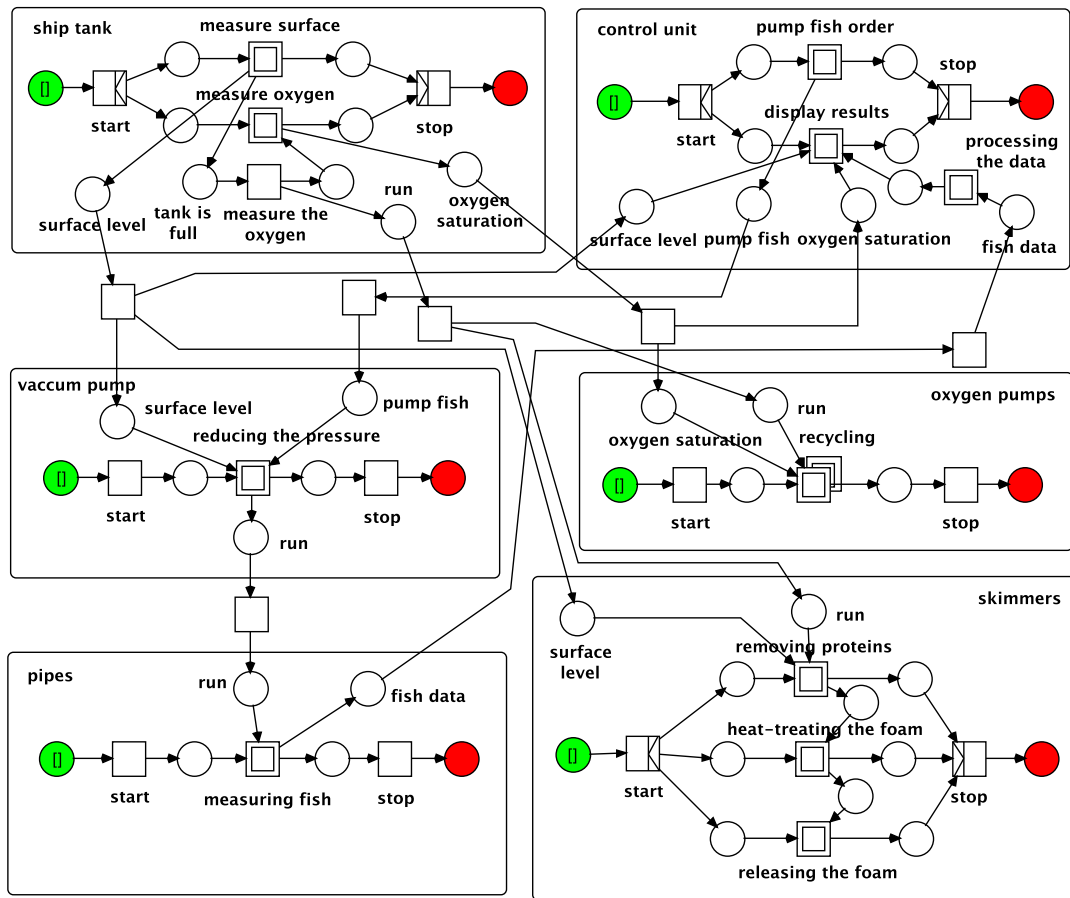 ship tank
measure surface
[]
measure oxygen
start
stop
surface level
tank is
full
measure the
oxygen
run
oxygen
saturation
control unit
pump fish order
stop
[]
display results
start
processing
the data
surface level
pump fish
oxygen saturation
fish data
vaccum pump
surface level
pump fish
reducing the pressure
[]
start
stop
run
oxygen pumps
run
oxygen saturation
recycling
[]
start
stop
pipes
run
fish data
[]
start
measuring fish
stop
skimmers
run
surface
level
removing proteins
heat-treating the foam
[]
start
stop
releasing the foam